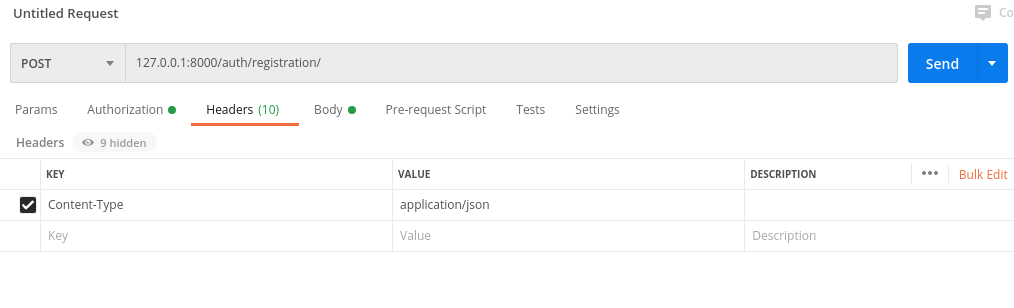 Untitled Request
Co
POST 127.0.0.1:8000/auth/registration/ Send
Params Authorization Headers (10) Body Pre-request Script Tests Settings
Headers 9 hidden
KEY VALUE DESCRIPTION Bulk Edit
Content-Type application/json
Key Value Description